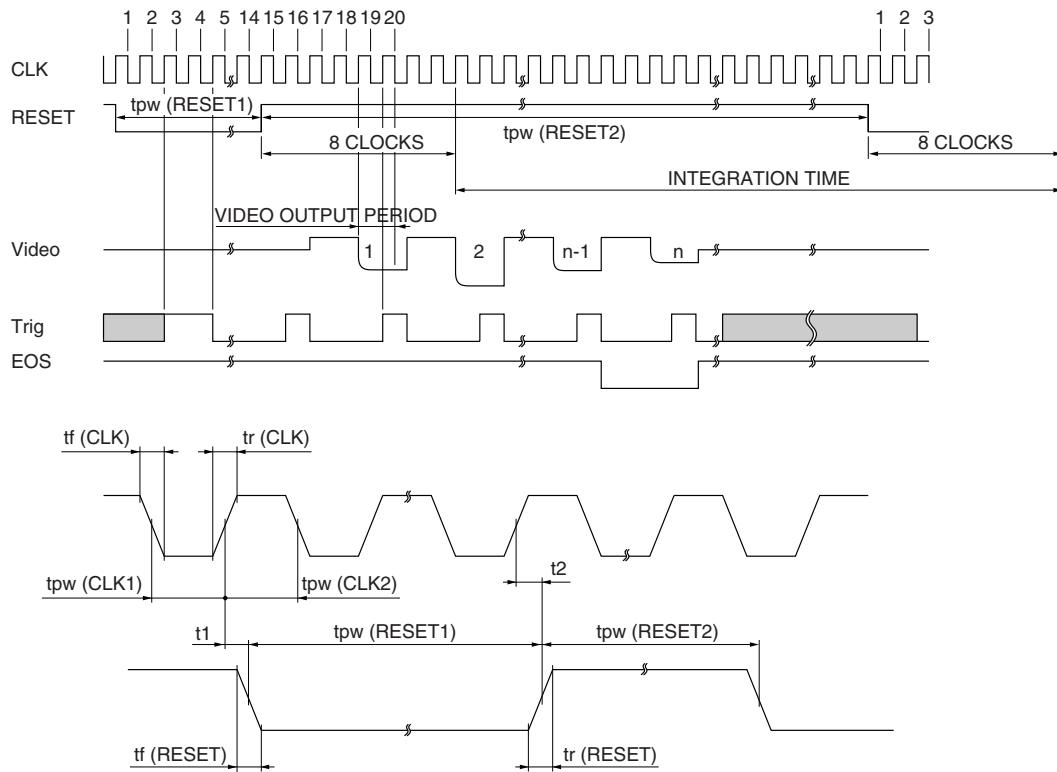 1 2 3 4 5 14 15 16 17 18 19 20 1 2 3
CLK
tpw (RESET1)
RESET
tpw (RESET2)
8 CLOCKS 8 CLOCKS
INTEGRATION TIME
VIDEO OUTPUT PERIOD
Video 1 2 n-1 n
Trig
EOS
tf (CLK) tr (CLK)
t2
tpw (CLK1) tpw (CLK2)
t1 tpw (RESET1) tpw (RESET2)
tf (RESET) tr (RESET)